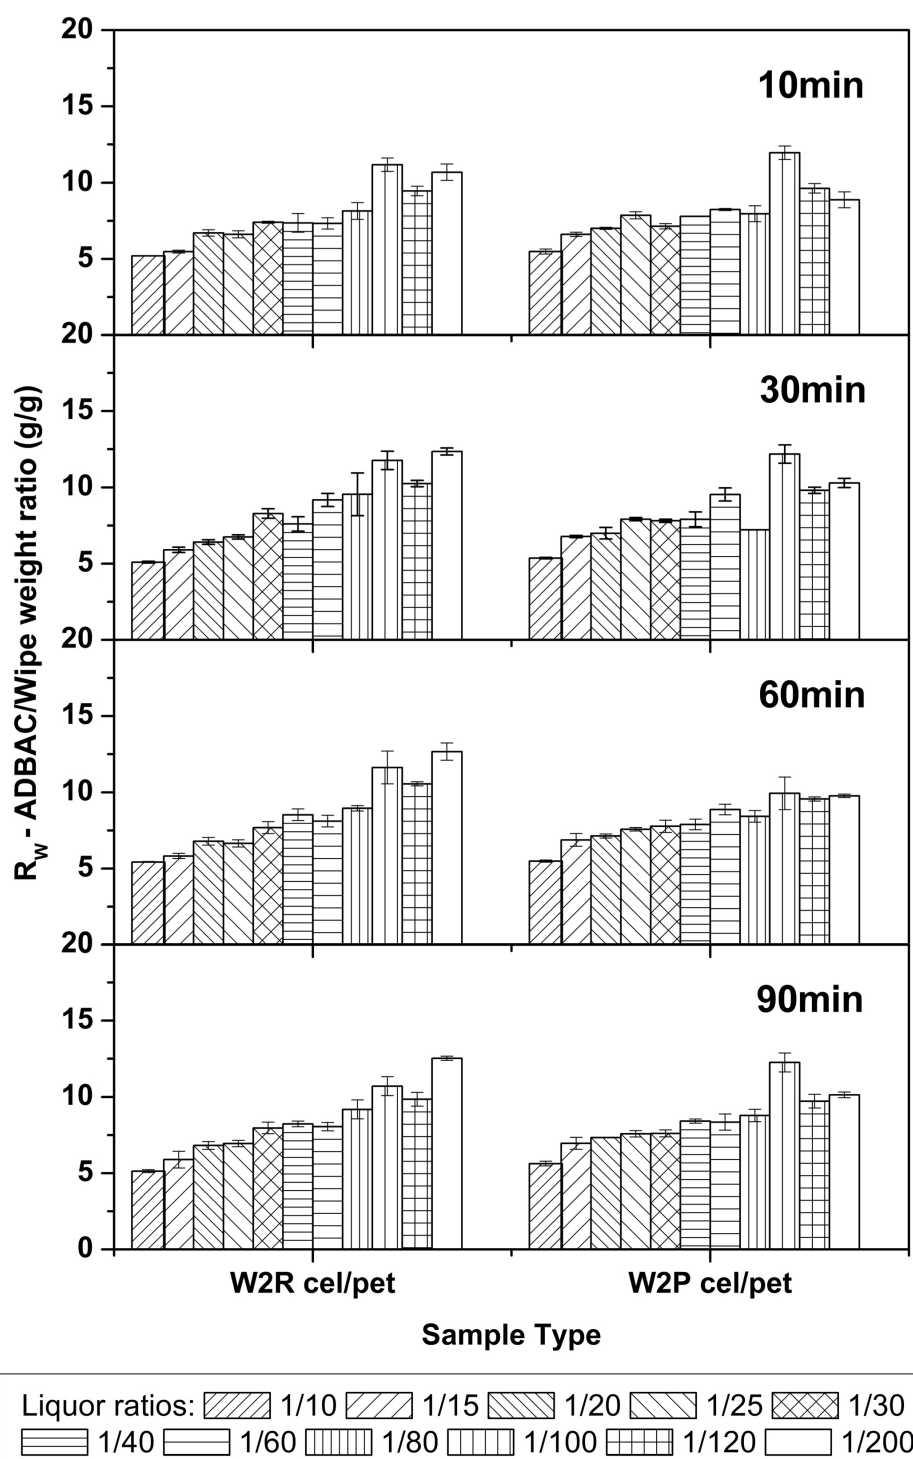 20
10min
15
10
5
20
30min
15
10
5
20
60min
15
10
5
20
90min
15
10
5
0
R_w - ADBAC/Wipe weight ratio (g/g)
W2R cel/pet W2P cel/pet
Sample Type
Liquor ratios: 1/10 1/15 1/20 1/25 1/30
1/40 1/60 1/80 1/100 1/120 1/200